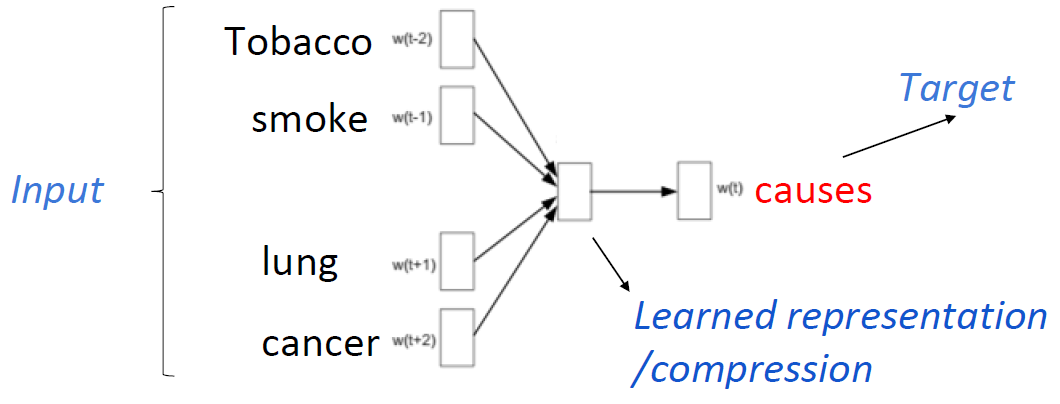 Tobacco w(t-2)
Target
smoke w(t-1)
Input
w(t) causes
lung w(t+1)
Learned representation
/compression
cancer w(t+2)